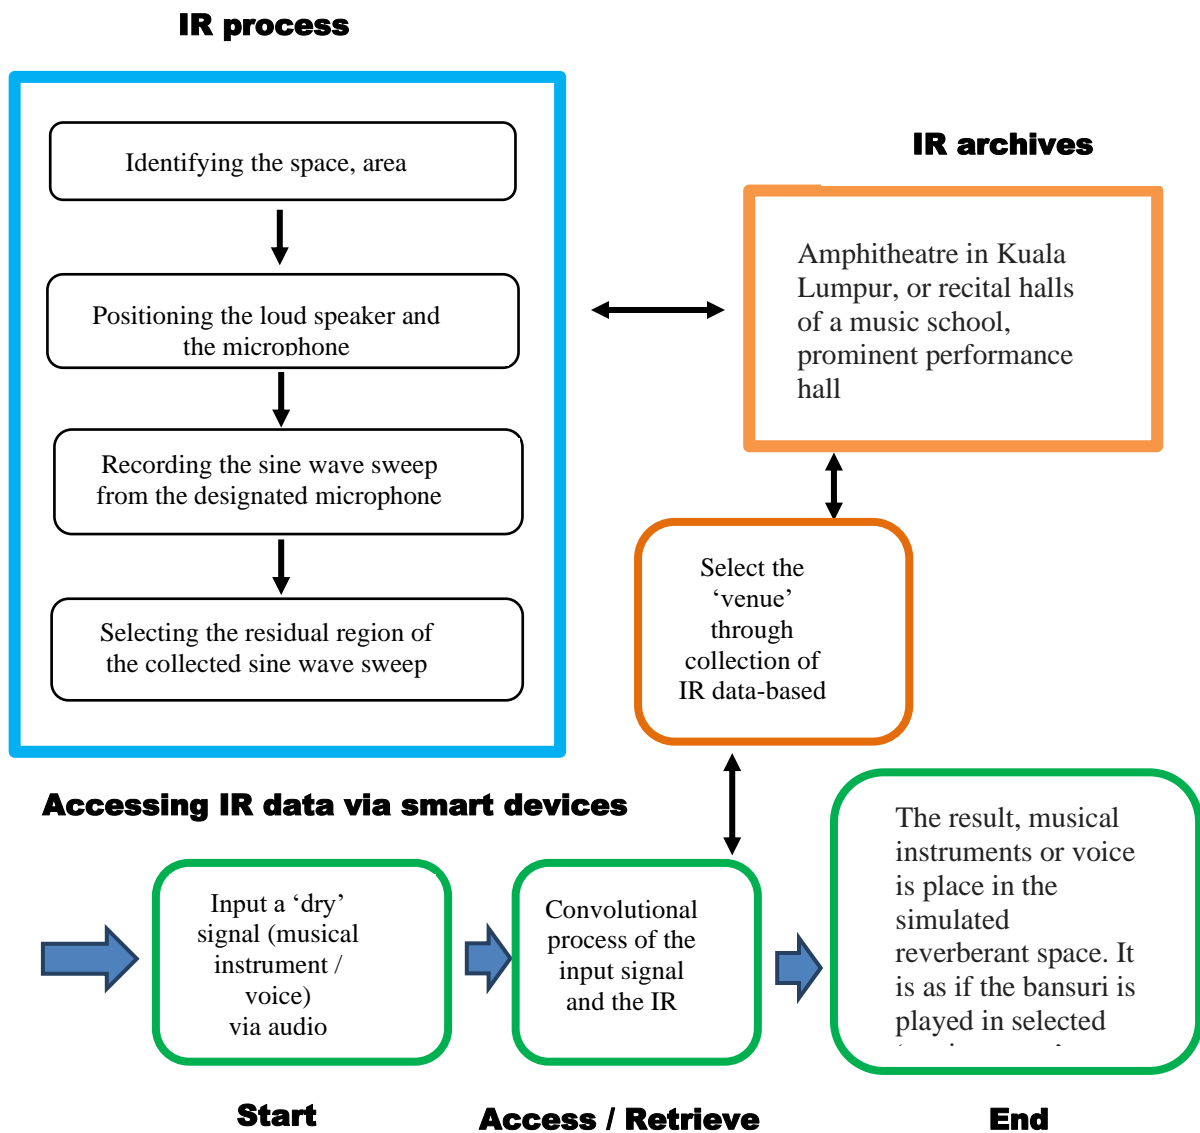 IR process
Identifying the space, area
Positioning the loud speaker and
the microphone
Recording the sine wave sweep
from the designated microphone
Selecting the residual region of
the collected sine wave sweep
IR archives
Amphitheatre in Kuala
Lumpur, or recital halls
of a music school,
prominent performance
hall
Select the
‘venue’
through
collection of
IR data-based
Accessing IR data via smart devices
Input a ‘dry’
signal (musical
instrument /
voice)
via audio
Convolutional
process of the
input signal
and the IR
The result, musical
instruments or voice
is place in the
simulated
reverberant space. It
is as if the bansuri is
played in selected
Start
Access / Retrieve
End